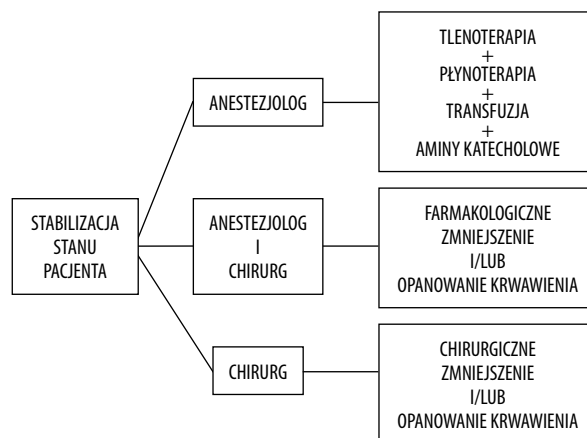 STABILIZACJA
STANU
PACJENTA
ANESTEZJOLOG
TLENOTERAPIA
+
PŁYNOTERAPIA
+
TRANSFUZJA
+
AMINY KATECHOLOWE
ANESTEZJOLOG
I
CHIRURG
FARMAKOLOGICZNE
ZMNIEJSZENIE
I/LUB
OPANOWANIE KRWAWIENIA
CHIRURG
CHIRURGICZNE
ZMNIEJSZENIE
I/LUB
OPANOWANIE KRWAWIENIA